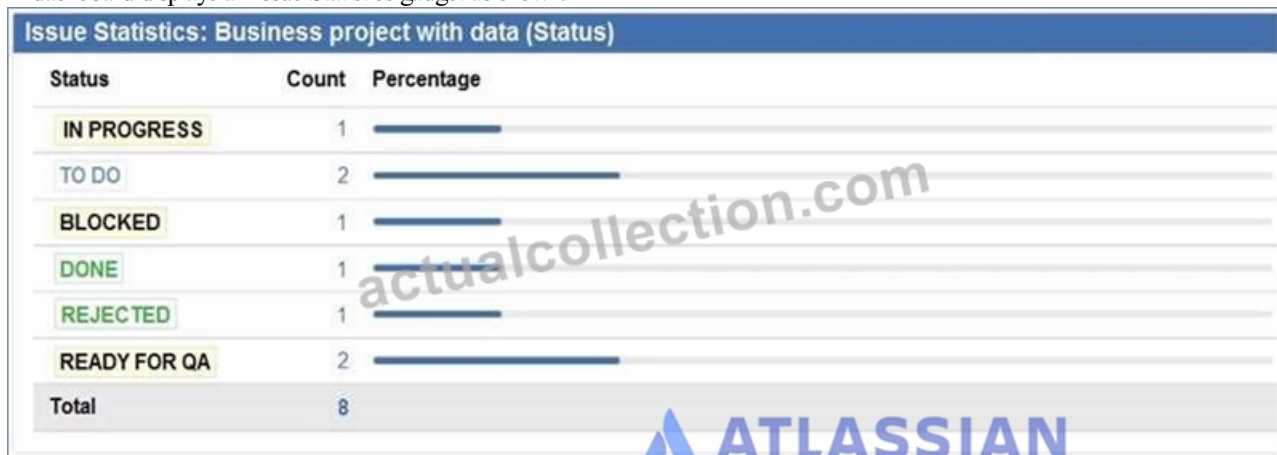 Issue Statistics: Business project with data (Status)
Status Count Percentage
IN PROGRESS 1
TO DO 2
BLOCKED 1
DONE 1
REJECTED 1
READY FOR QA 2
Total 8
actualcollection.com
ATLASSIAN